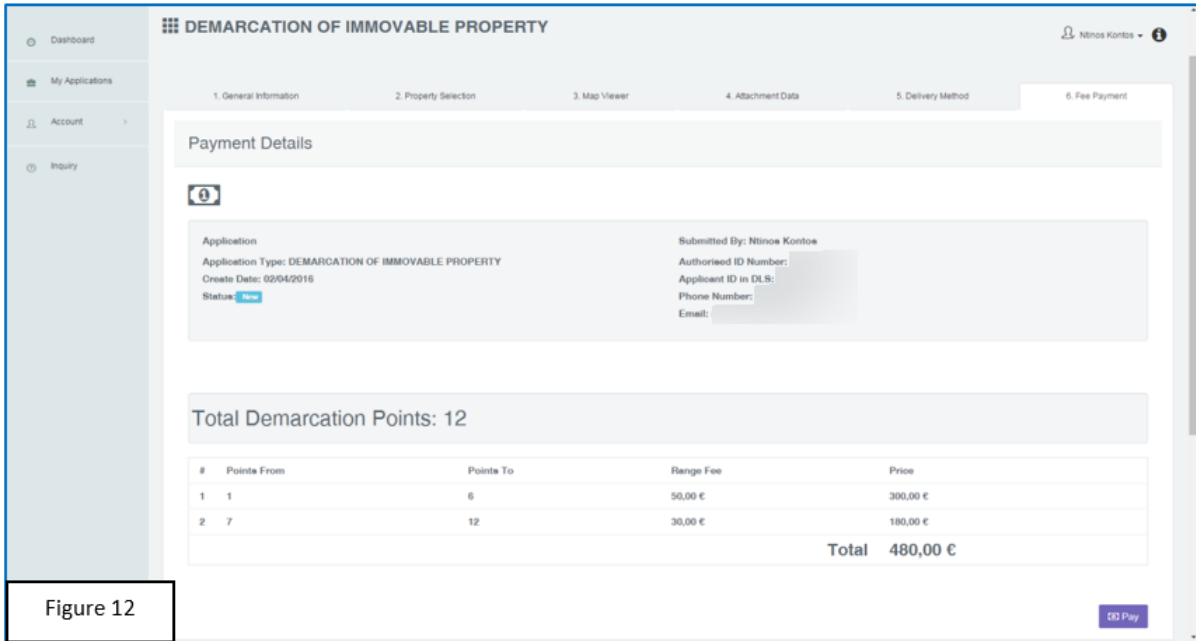 DEMARCATION OF IMMOVABLE PROPERTY
Ntinos Kontos
Dashboard
My Applications
Account
Inquiry
1. General Information 2. Property Selection 3. Map Viewer 4. Attachment Data 5. Delivery Method 6. Fee Payment
Payment Details
Application
Application Type: DEMARCATION OF IMMOVABLE PROPERTY
Create Date: 02/04/2016
Status: New
Submitted By: Ntinos Kontos
Authorised ID Number:
Applicant ID in DLS:
Phone Number:
Email:
Total Demarcation Points: 12
# Points From Points To Range Fee Price
1 1 6 50,00 € 300,00 €
2 7 12 30,00 € 180,00 €
Total 480,00 €
Pay
Figure 12